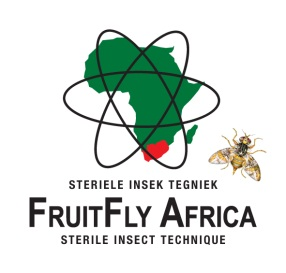 STERIELE INSEK TEGNIEK
FRUITFLY AFRICA
STERILE INSECT TECHNIQUE